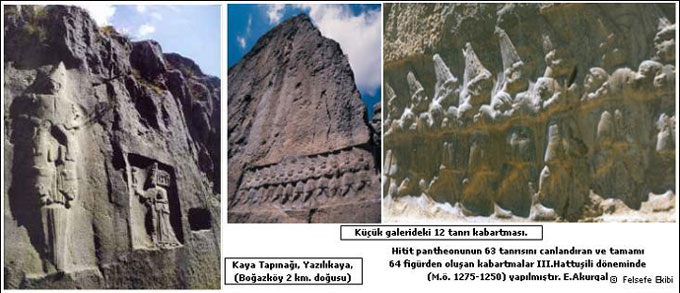 Küçük galerideki 12 tanrı kabartması.
Kaya Tapınağı, Yazılıkaya,
(Boğazköy 2 km. doğusu)
Hitit pantheonunun 63 tanrısını canlandıran ve tamamı
64 figürden oluşan kabartmalar III.Hattuşili döneminde
(M.ö. 1275-1250) yapılmıştır. E.Akurgal
© Felsefe Ekibi